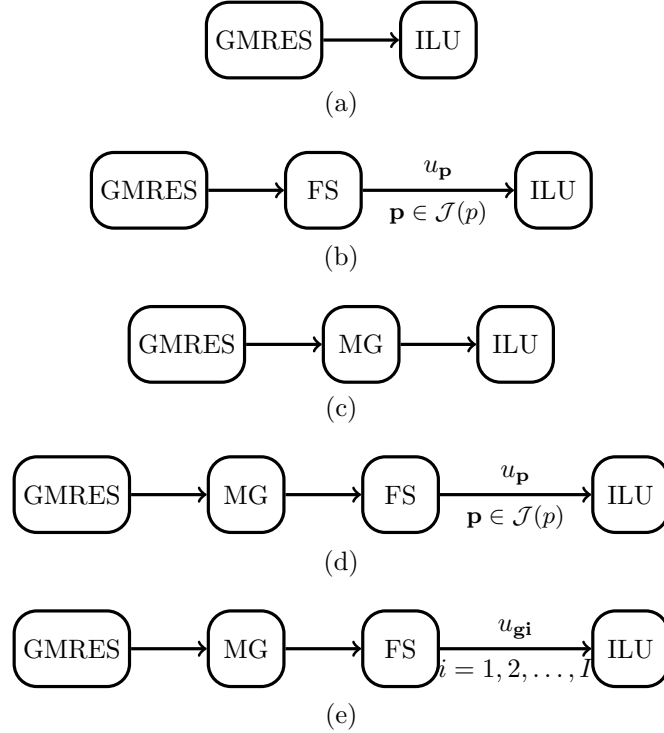 GMRES ILU
(a)
GMRES FS u_𝐩 𝐩 ∈ 𝒥(p) ILU
(b)
GMRES MG ILU
(c)
GMRES MG FS u_𝐩 𝐩 ∈ 𝒥(p) ILU
(d)
GMRES MG FS u_𝐠𝐢 i = 1, 2, . . . , I ILU
(e)